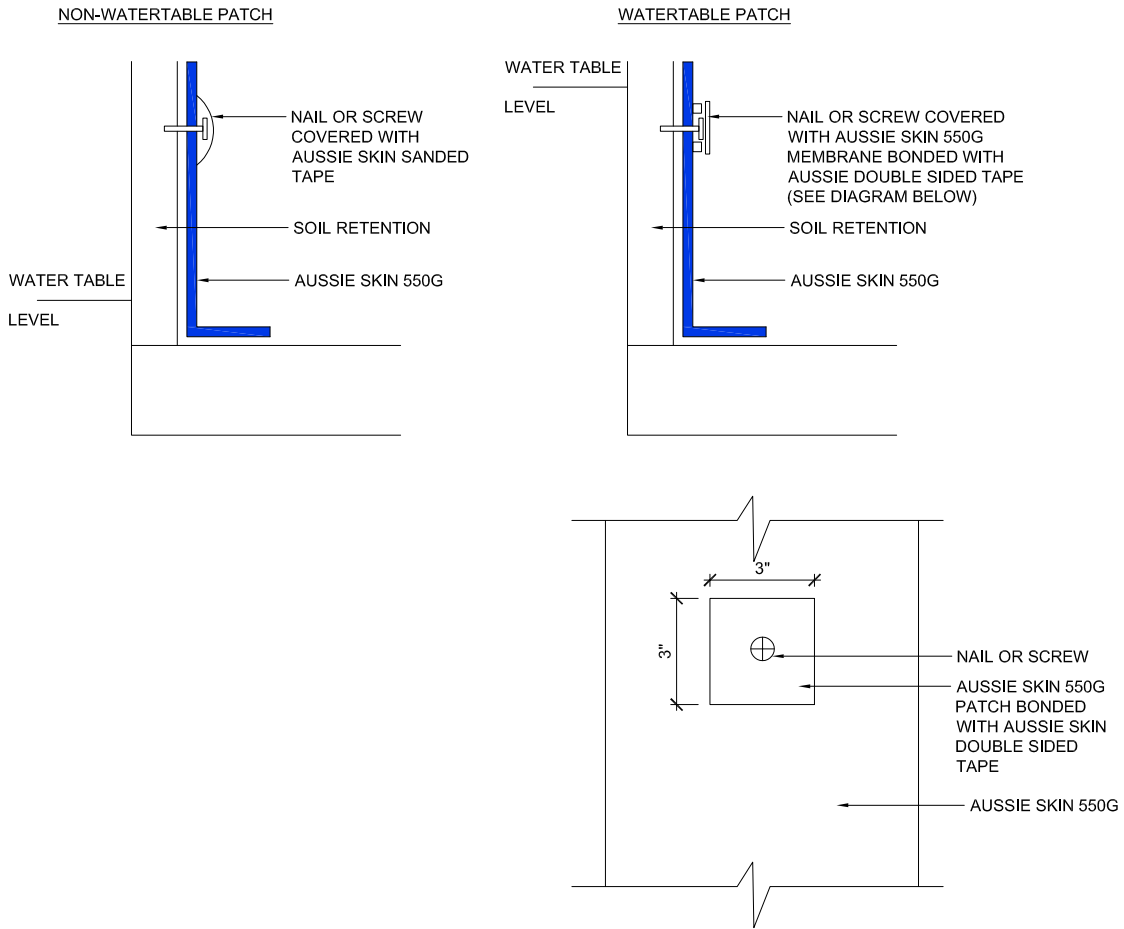 NON-WATERTABLE PATCH
NAIL OR SCREW
COVERED WITH
AUSSIE SKIN SANDED
TAPE
SOIL RETENTION
WATER TABLE
LEVEL
AUSSIE SKIN 550G
WATERTABLE PATCH
WATER TABLE
LEVEL
NAIL OR SCREW COVERED
WITH AUSSIE SKIN 550G
MEMBRANE BONDED WITH
AUSSIE DOUBLE SIDED TAPE
(SEE DIAGRAM BELOW)
SOIL RETENTION
AUSSIE SKIN 550G
3"
3"
NAIL OR SCREW
AUSSIE SKIN 550G
PATCH BONDED
WITH AUSSIE SKIN
DOUBLE SIDED
TAPE
AUSSIE SKIN 550G